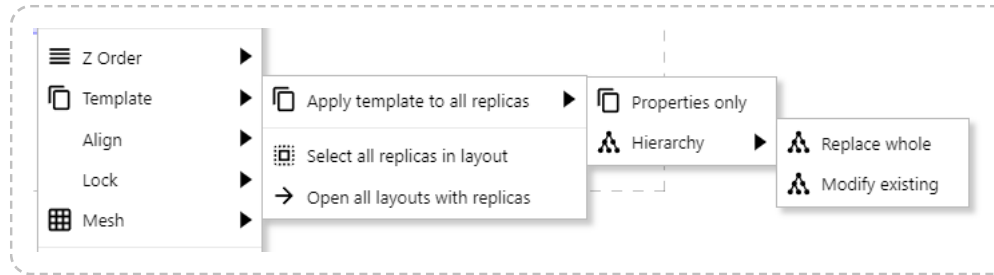 Z Order
Template
Align
Lock
Mesh
Apply template to all replicas
Select all replicas in layout
Open all layouts with replicas
Properties only
Hierarchy
Replace whole
Modify existing